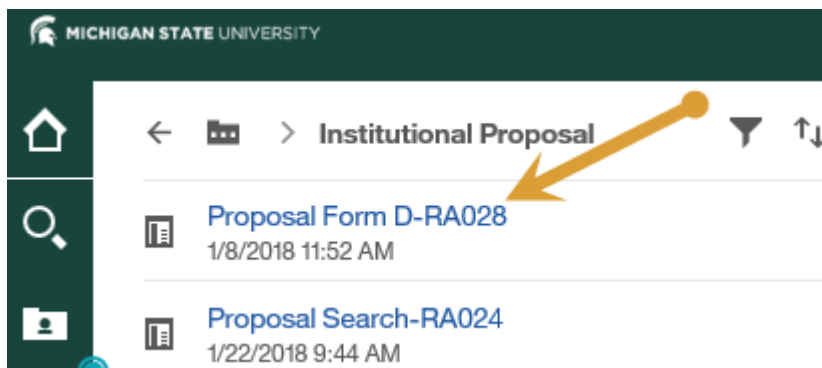 MICHIGAN STATE UNIVERSITY
Institutional Proposal
Proposal Form D-RA028
1/8/2018 11:52 AM
Proposal Search-RA024
1/22/2018 9:44 AM